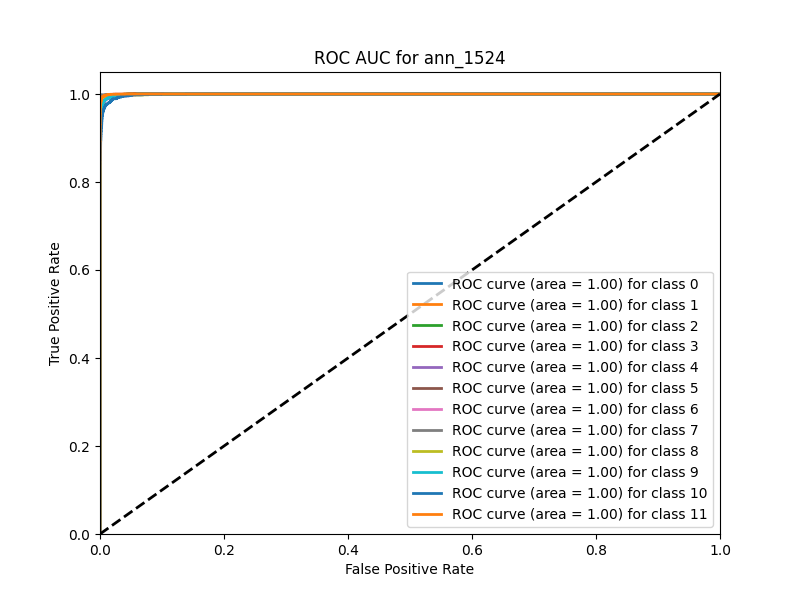 ROC AUC for ann_1524
True Positive Rate
1.0
0.8
0.6
0.4
0.2
0.0
ROC curve (area = 1.00) for class 0
ROC curve (area = 1.00) for class 1
ROC curve (area = 1.00) for class 2
ROC curve (area = 1.00) for class 3
ROC curve (area = 1.00) for class 4
ROC curve (area = 1.00) for class 5
ROC curve (area = 1.00) for class 6
ROC curve (area = 1.00) for class 7
ROC curve (area = 1.00) for class 8
ROC curve (area = 1.00) for class 9
ROC curve (area = 1.00) for class 10
ROC curve (area = 1.00) for class 11
0.0 0.2 0.4 0.6 0.8 1.0
False Positive Rate